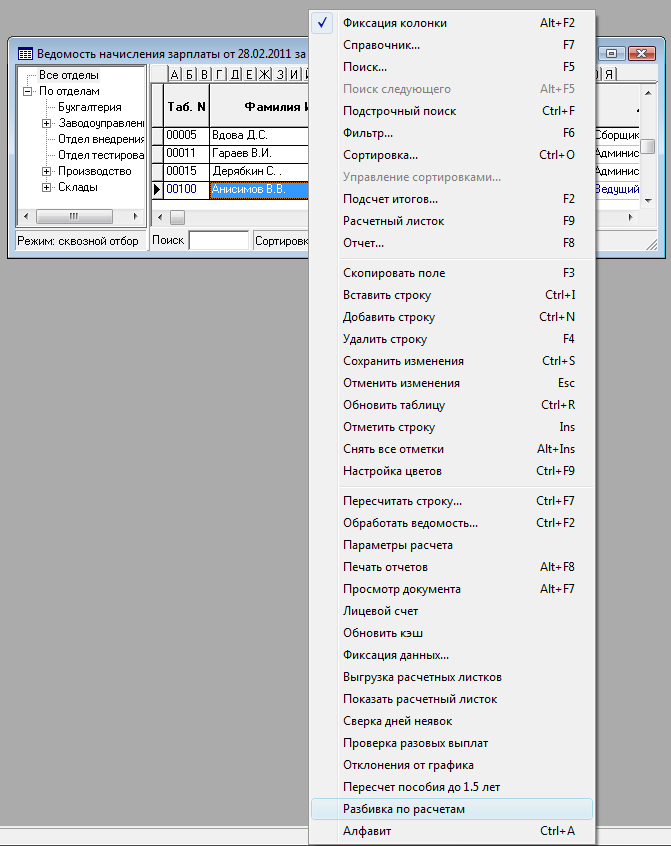 Ведомость начисления зарплаты от 28.02.2011 за
Все отделы
По отделам
Бухгалтерия
Заводоуправлен
Отдел внедрения
Отдел тестирова
Производство
Склады
Режим: сквозной отбор
А Б В Г Д Е Ж З И Й
Я
Таб. N Фамилия И
00005 Вдова Д.С. Сборщик
00011 Гараев В.И. Админис
00015 Дерябкин С. . Админис
00100 Анисимов В.В. Ведущий
Поиск Сортировк
Фиксация колонки Alt+F2
Справочник... F7
Поиск... F5
Поиск следующего Alt+F5
Подстрочный поиск Ctrl+F
Фильтр... F6
Сортировка... Ctrl+O
Управление сортировками...
Подсчет итогов... F2
Расчетный листок F9
Отчет... F8
Скопировать поле F3
Вставить строку Ctrl+I
Добавить строку Ctrl+N
Удалить строку F4
Сохранить изменения Ctrl+S
Отменить изменения Esc
Обновить таблицу Ctrl+R
Отметить строку Ins
Снять все отметки Alt+Ins
Настройка цветов Ctrl+F9
Пересчитать строку... Ctrl+F7
Обработать ведомость... Ctrl+F2
Параметры расчета
Печать отчетов Alt+F8
Просмотр документа Alt+F7
Лицевой счет
Обновить кэш
Фиксация данных...
Выгрузка расчетных листков
Показать расчетный листок
Сверка дней неявок
Проверка разовых выплат
Отклонения от графика
Пересчет пособия до 1.5 лет
Разбивка по расчетам
Алфавит Ctrl+A